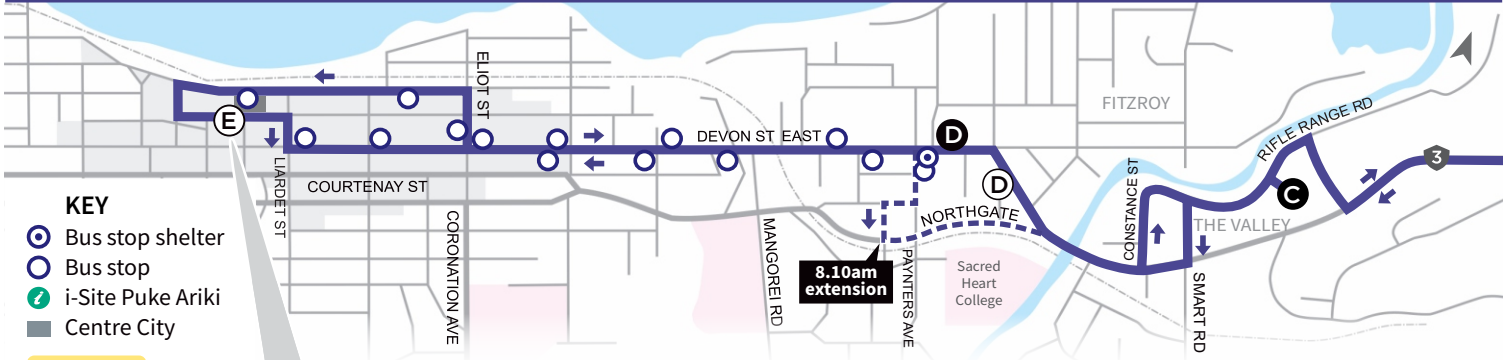 ELIOT ST
FITZROY
RIFLE RANGE RD
3
E
DEVON ST EAST
D
D
C
LIARDET ST
COURTENAY ST
CONSTANCE ST
THE VALLEY
NORTHGATE
CORONATION AVE
MANGOREI RD
PAYNTERS AVE
8.10am
extension
Sacred
Heart
College
SMART RD
KEY
Bus stop shelter
Bus stop
i
i-Site Puke Ariki
Centre City